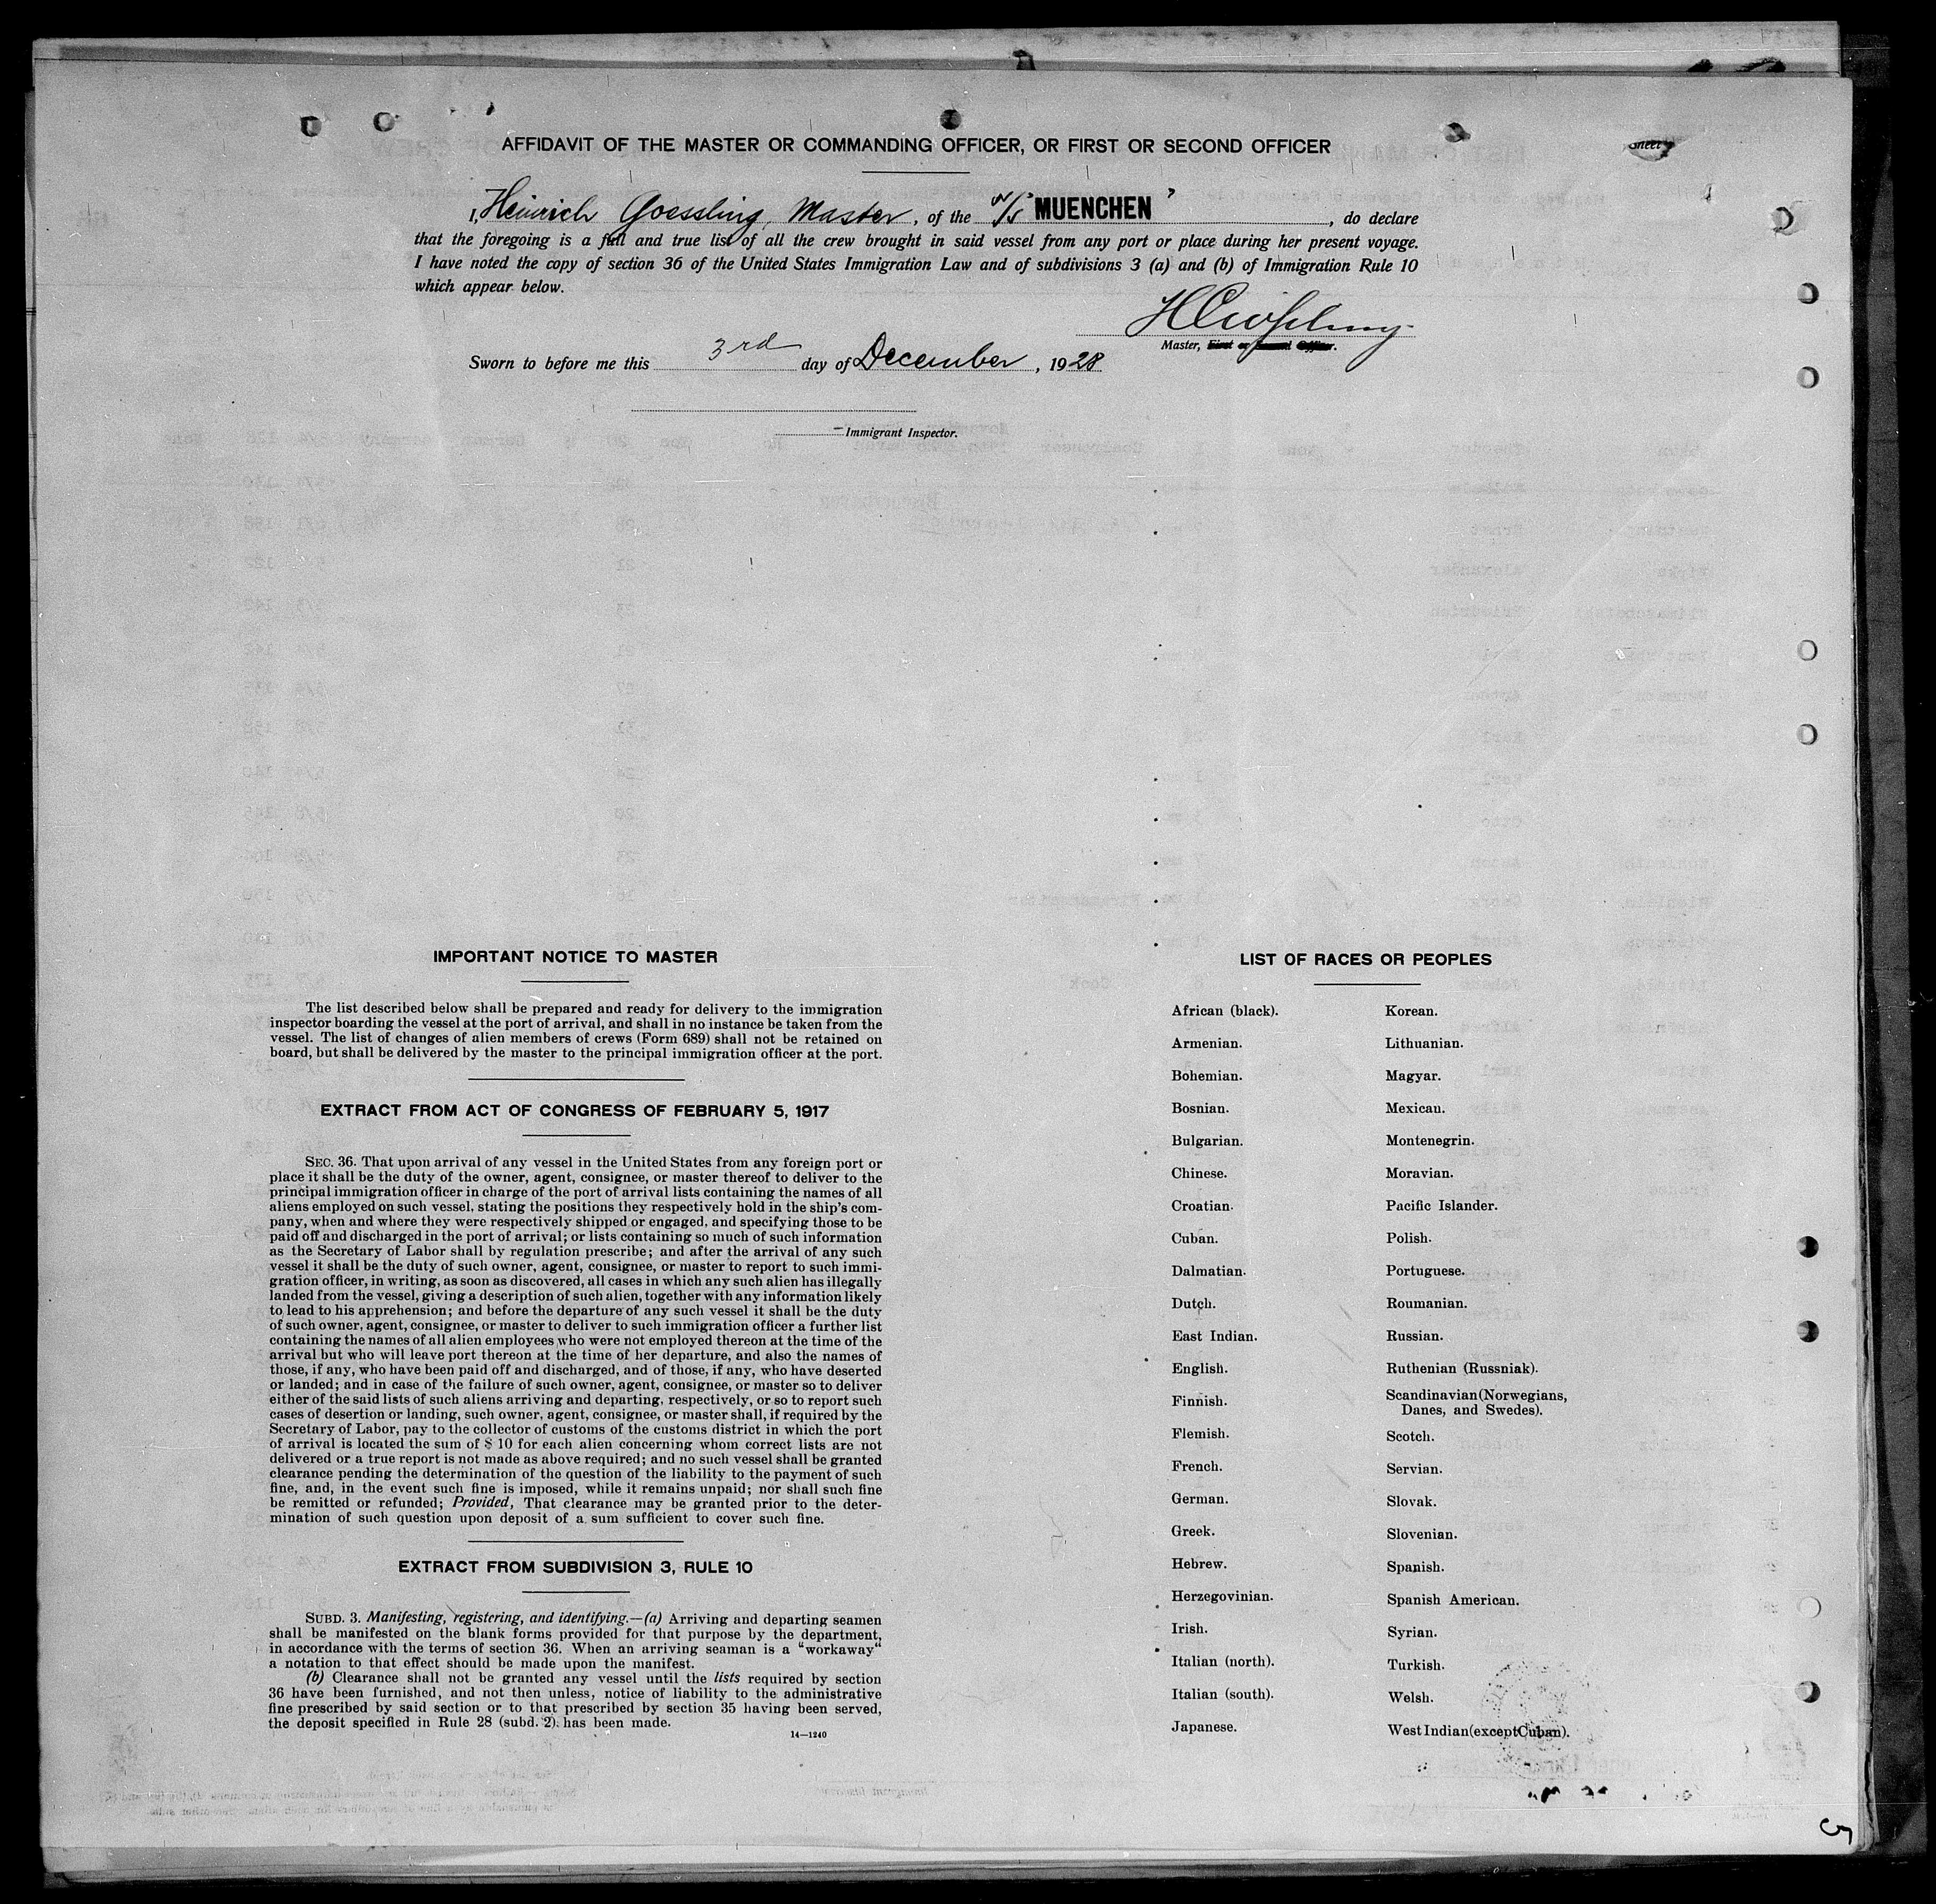 Sheet
AFFIDAVIT OF THE MASTER OR COMMANDING OFFICER, OR FIRST OR SECOND OFFICER
I, Heinrich Goessling, Master, of the "MUENCHEN", do declare
that the foregoing is a full and true list of all the crew brought in said vessel from any port or place during her present voyage.
I have noted the copy of section 36 of the United States Immigration Law and of subdivisions 3 (a) and (b) of Immigration Rule 10
which appear below.
Master, First or Second Officer.
Sworn to before me this 3rd day of December, 1928
Immigrant Inspector.
IMPORTANT NOTICE TO MASTER
The list described below shall be prepared and ready for delivery to the immigration
inspector boarding the vessel at the port of arrival, and shall in no instance be taken from the
vessel. The list of changes of alien members of crews (Form 689) shall not be retained on
board, but shall be delivered by the master to the principal immigration officer at the port.
EXTRACT FROM ACT OF CONGRESS OF FEBRUARY 5, 1917
SEC. 36. That upon arrival of any vessel in the United States from any foreign port or
place it shall be the duty of the owner, agent, consignee, or master thereof to deliver to the
principal immigration officer in charge of the port of arrival lists containing the names of all
aliens employed on such vessel, stating the positions they respectively hold in the ship's com-
pany, when and where they were respectively shipped or engaged, and specifying those to be
paid off and discharged in the port of arrival; or lists containing so much of such information
as the Secretary of Labor shall by regulation prescribe; and after the arrival of any such
vessel it shall be the duty of such owner, agent, consignee, or master to report to such immi-
gration officer, in writing, as soon as discovered, all cases in which any such alien has illegally
landed from the vessel, giving a description of such alien, together with any information likely
to lead to his apprehension; and before the departure of any such vessel it shall be the duty
of such owner, agent, consignee, or master to deliver to such immigration officer a further list
containing the names of all alien employees who were not employed thereon at the time of the
arrival but who will leave port thereon at the time of her departure, and also the names of
those, if any, who have been paid off and discharged, and of those, if any, who have deserted
or landed; and in case of the failure of such owner, agent, consignee, or master so to deliver
either of the said lists of such aliens arriving and departing, respectively, or so to report such
cases of desertion or landing, such owner, agent, consignee, or master shall, if required by the
Secretary of Labor, pay to the collector of customs of the customs district in which the port
of arrival is located the sum of $ 10 for each alien concerning whom correct lists are not
delivered or a true report is not made as above required; and no such vessel shall be granted
clearance pending the determination of the question of the liability to the payment of such
fine, and, in the event such fine is imposed, while it remains unpaid; nor shall such fine
be remitted or refunded; Provided, That clearance may be granted prior to the deter-
mination of such question upon deposit of a sum sufficient to cover such fine.
EXTRACT FROM SUBDIVISION 3, RULE 10
SUBD. 3. Manifesting, registering, and identifying.—(a) Arriving and departing seamen
shall be manifested on the blank forms provided for that purpose by the department,
in accordance with the terms of section 36. When an arriving seaman is a "workaway"
a notation to that effect should be made upon the manifest.
(b) Clearance shall not be granted any vessel until the lists required by section
36 have been furnished, and not then unless, notice of liability to the administrative
fine prescribed by said section or to that prescribed by section 35 having been served,
the deposit specified in Rule 28 (subd. 2) has been made.
14—1240
LIST OF RACES OR PEOPLES
African (black).
Armenian.
Bohemian.
Bosnian.
Bulgarian.
Chinese.
Croatian.
Cuban.
Dalmatian.
Dutch.
East Indian.
English.
Finnish.
Flemish.
French.
German.
Greek.
Hebrew.
Herzegovinian.
Irish.
Italian (north).
Italian (south).
Japanese.
Korean.
Lithuanian.
Magyar.
Mexican.
Montenegrin.
Moravian.
Pacific Islander.
Polish.
Portuguese.
Roumanian.
Russian.
Ruthenian (Russniak).
Scandinavian (Norwegians,
Danes, and Swedes).
Scotch.
Servian.
Slovak.
Slovenian.
Spanish.
Spanish American.
Syrian.
Turkish.
Welsh.
West Indian (except Cuban).